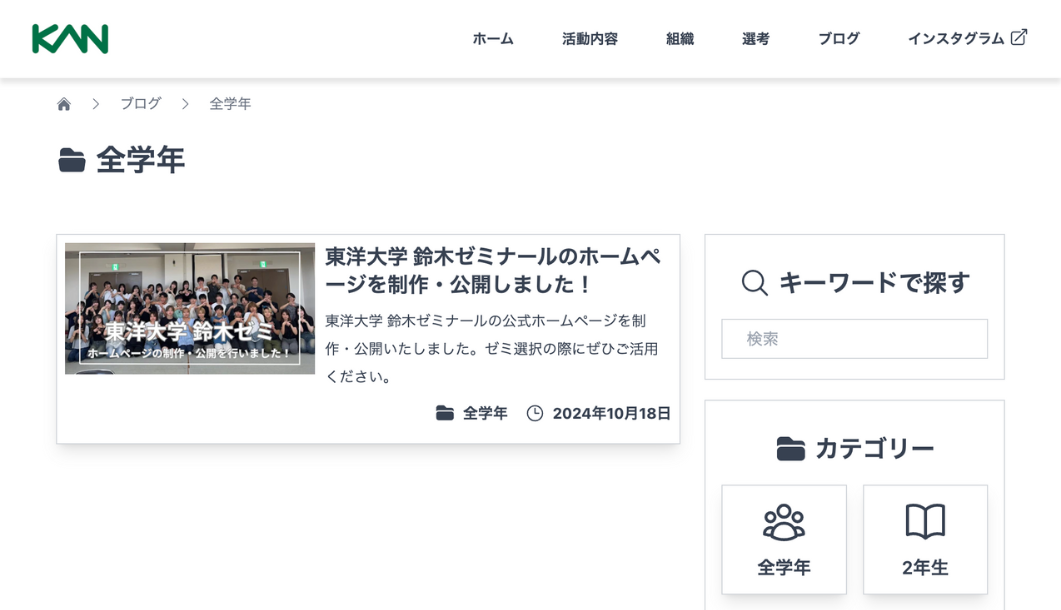 KAN
ホーム
活動内容
組織
選考
ブログ
インスタグラム
ブログ
全学年
全学年
東洋大学 鈴木ゼミ
ホームページの制作・公開を行いました！
東洋大学 鈴木ゼミナールのホームペ
ージを制作・公開しました！
東洋大学 鈴木ゼミナールの公式ホームページを制
作・公開いたしました。ゼミ選択の際にぜひご活用
ください。
全学年
2024年10月18日
キーワードで探す
検索
カテゴリー
全学年
2年生